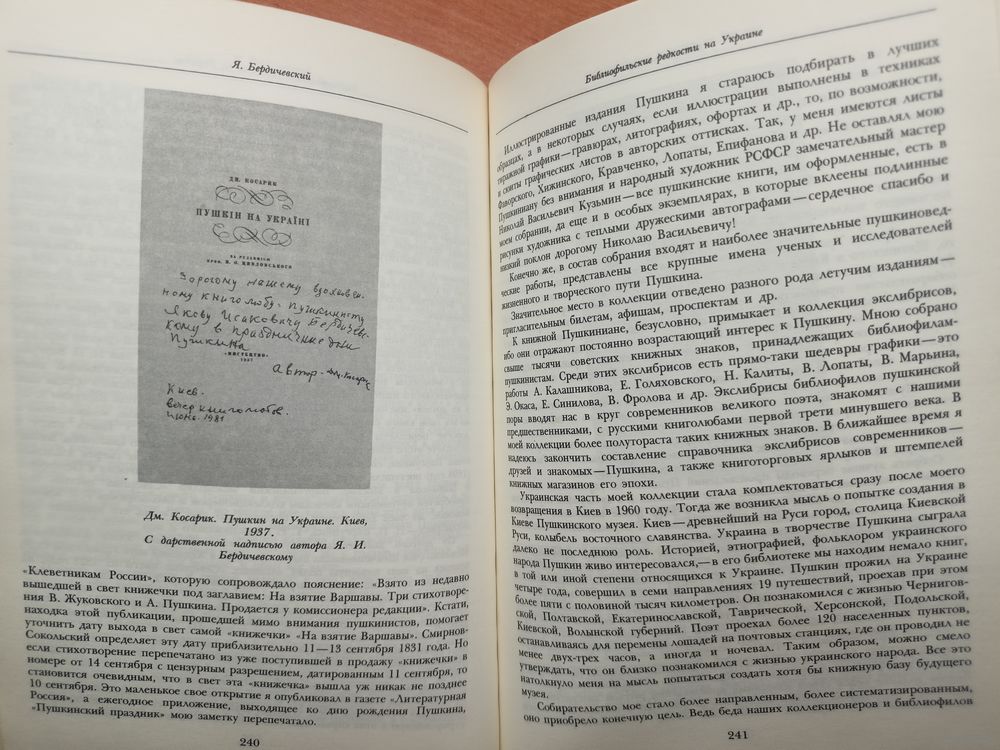 Я. Бердичевский
ДМ. КОСАРИК
ПУШКІН НА УКРАЇНІ
ЗА РЕДАКЦІЄЮ
ПРОФ. М. О. ЦЯВЛОВСЬКОГО
Дорогому нашему вдохновен-
ному книголюбу-пушкинисту
Якову Исаковичу Бердичевс-
кому в праздничные дни
Пушкина
«МИСТЕЦТВО»
1937
Автор - Дм. Косарик
Киев.
вечер книголюбов.
июнь. 1981
Дм. Косарик. Пушкин на Украине. Киев,
1937.
С дарственной надписью автора Я. И.
Бердичевскому
«Клеветникам России», которую сопровождало пояснение: «Взято из недавно
вышедшей в свет книжечки под заглавием: На взятие Варшавы. Три стихотворе-
ния В. Жуковского и А. Пушкина. Продается у комиссионера редакции». Кстати,
находка этой публикации, прошедшей мимо внимания пушкинистов, помогает
уточнить дату выхода в свет самой «книжечки» «На взятие Варшавы». Смирнов-
Сокольский определяет эту дату приблизительно 11—13 сентября 1831 года. Но
если стихотворение перепечатано из уже поступившей в продажу «книжечки» в
номере от 14 сентября с цензурным разрешением, датированным 11 сентября, то
становится очевидным, что в свет эта «книжечка» вышла уж никак не позднее
10 сентября. Это маленькое свое открытие я опубликовал в газете «Литературная
Россия», а ежегодное приложение, выходящее ко дню рождения Пушкина,
«Пушкинский праздник» мою заметку перепечатало.
240
Библиофильские редкости на Украине
Иллюстрированные издания Пушкина я стараюсь подбирать в лучших
образцах, а в некоторых случаях, если иллюстрации выполнены в техниках
тиражной графики—гравюрах, литографиях, офортах и др., то, по возможности,
и сюиты графических листов в авторских оттисках. Так, у меня имеются листы
Фаворского, Хижинского, Кравченко, Лопаты, Епифанова и др. Не оставлял мою
Пушкиниану без внимания и народный художник РСФСР замечательный мастер
Николай Васильевич Кузьмин—все пушкинские книги, им оформленные, есть в
моем собрании, да еще и в особых экземплярах, в которые вклеены подлинные
рисунки художника с теплыми дружескими автографами—сердечное спасибо и
низкий поклон дорогому Николаю Васильевичу!
Конечно же, в состав собрания входят и наиболее значительные пушкиновед-
ческие работы, представлены все крупные имена ученых и исследователей
жизненного и творческого пути Пушкина.
Значительное место в коллекции отведено разного рода летучим изданиям—
пригласительным билетам, афишам, проспектам и др.
К книжной Пушкиниане, безусловно, примыкает и коллекция экслибрисов,
ибо они отражают постоянно возрастающий интерес к Пушкину. Мною собрано
свыше тысячи советских книжных знаков, принадлежащих библиофилам-
пушкинистам. Среди этих экслибрисов есть прямо-таки шедевры графики—это
работы А. Калашникова, Е. Голяховского, Н. Калиты, В. Лопаты, В. Марьина,
Э. Окаса, Е. Синилова, В. Фролова и др. Экслибрисы библиофилов пушкинской
поры вводят нас в круг современников великого поэта, знакомят с нашими
предшественниками, с русскими книголюбами первой трети минувшего века. В
моей коллекции более полутораста таких книжных знаков. В ближайшее время я
надеюсь закончить составление справочника экслибрисов современников—
друзей и знакомых—Пушкина, а также книготорговых ярлыков и штемпелей
книжных магазинов его эпохи.
Украинская часть моей коллекции стала комплектоваться сразу после моего
возвращения в Киев в 1960 году. Тогда же возникла мысль о попытке создания в
Киеве Пушкинского музея. Киев—древнейший на Руси город, столица Киевской
Руси, колыбель восточного славянства. Украина в творчестве Пушкина сыграла
далеко не последнюю роль. Историей, этнографией, фольклором украинского
народа Пушкин живо интересовался,— в его библиотеке мы находим немало книг,
в той или иной степени относящихся к Украине. Пушкин прожил на Украине
четыре года, совершил в семи направлениях 19 путешествий, проехав при этом
более пяти с половиной тысяч километров. Он познакомился с жизнью Чернигов-
ской, Полтавской, Екатеринославской, Таврической, Херсонской, Подольской,
Киевской, Волынской губерний. Поэт проехал более 120 населенных пунктов,
останавливаясь для перемены лошадей на почтовых станциях, где он проводил не
менее двух-трех часов, а иногда и ночевал. Таким образом, можно смело
утверждать, что он близко познакомился с жизнью украинского народа. Все это
натолкнуло меня на мысль попытаться создать хотя бы книжную базу будущего
музея.
Собирательство мое стало более направленным, более систематизированным,
оно приобрело конечную цель. Ведь беда наших коллекционеров и библиофилов
241